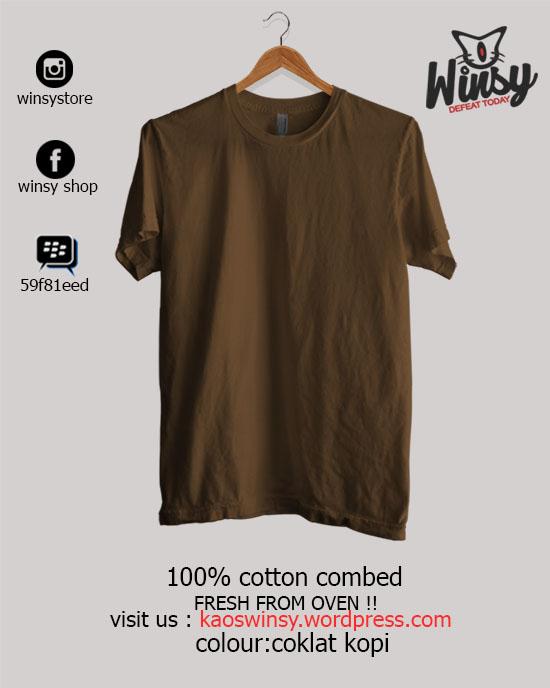 winsystore
winsy shop
59f81eed
Winsy
DEFEAT TODAY
100% cotton combed
FRESH FROM OVEN !!
visit us : kaoswinsy.wordpress.com
colour:coklat kopi